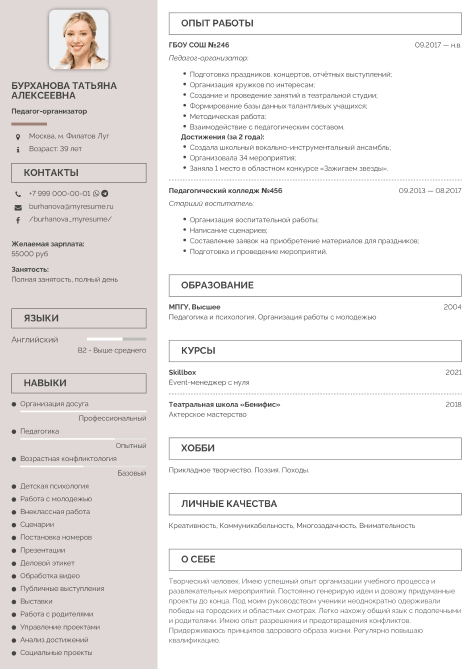 БУРХАНОВА ТАТЬЯНА
АЛЕКСЕЕВНА
Педагог-организатор
Москва, м. Филатов Луг
Возраст: 39 лет
КОНТАКТЫ
+7 999 000-00-01
burhanova@myresume.ru
/burhanova_myresume/
Желаемая зарплата:
55000 руб
Занятость:
Полная занятость, полный день
ЯЗЫКИ
Английский
B2 - Выше среднего
НАВЫКИ
Организация досуга
Профессиональный
Педагогика
Опытный
Возрастная конфликтология
Базовый
Детская психология
Работа с молодежью
Внеклассная работа
Сценарии
Постановка номеров
Презентации
Деловой этикет
Обработка видео
Публичные выступления
Выставки
Работа с родителями
Управление проектами
Анализ достижений
Социальные проекты
ОПЫТ РАБОТЫ
ГБОУ СОШ №246 09.2017 — н.в.
Педагог-организатор:
Подготовка праздников, концертов, отчётных выступлений;
Организация кружков по интересам;
Создание и проведение занятий в театральной студии;
Формирование базы данных талантливых учащихся;
Методическая работа;
Взаимодействие с педагогическим составом.
Достижения (за 2 года):
Создала школьный вокально-инструментальный ансамбль;
Организовала 34 мероприятия;
Заняла 1 место в областном конкурсе «Зажигаем звезды».
Педагогический колледж №456 09.2013 — 08.2017
Старший воспитатель:
Организация воспитательной работы;
Написание сценариев;
Составление заявок на приобретение материалов для праздников;
Подготовка и проведение мероприятий.
ОБРАЗОВАНИЕ
МПГУ, Высшее 2004
Педагогика и психология, Организация работы с молодежью
КУРСЫ
Skillbox 2021
Event-менеджер с нуля
Театральная школа «Бенефис» 2018
Актерское мастерство
ХОББИ
Прикладное творчество. Поэзия. Походы.
ЛИЧНЫЕ КАЧЕСТВА
Креативность, Коммуникабельность, Многозадачность, Внимательность
О СЕБЕ
Творческий человек. Имею успешный опыт организации учебного процесса и
развлекательных мероприятий. Постоянно генерирую идеи и довожу придуманные
проекты до конца. Под моим руководством ученики неоднократно одерживали
победы на городских и областных смотрах. Легко нахожу общий язык с подопечными
и родителями. Имею опыт разрешения и предотвращения конфликтов.
Придерживаюсь принципов здорового образа жизни. Регулярно повышаю
квалификацию.